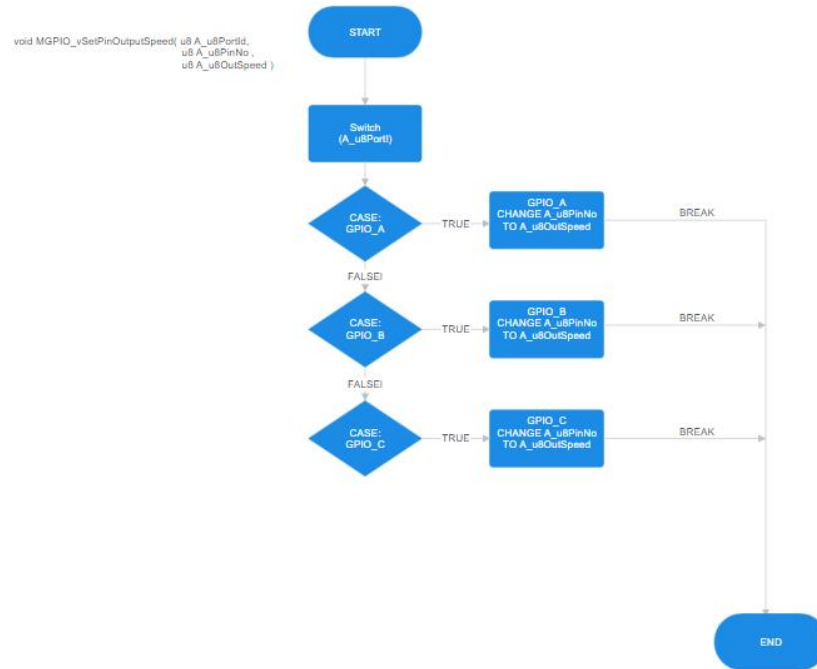 void MGPIO_vSetPinOutputSpeed( u8 A_u8PortId,
u8 A_u8PinNo ,
u8 A_u8OutSpeed )
START
Switch
(A_u8PortI)
CASE:
GPIO_A
TRUE
GPIO_A
CHANGE A_u8PinNo
TO A_u8OutSpeed
BREAK
FALSEI
CASE:
GPIO_B
TRUE
GPIO_B
CHANGE A_u8PinNo
TO A_u8OutSpeed
BREAK
FALSEI
CASE:
GPIO_C
TRUE
GPIO_C
CHANGE A_u8PinNo
TO A_u8OutSpeed
BREAK
END